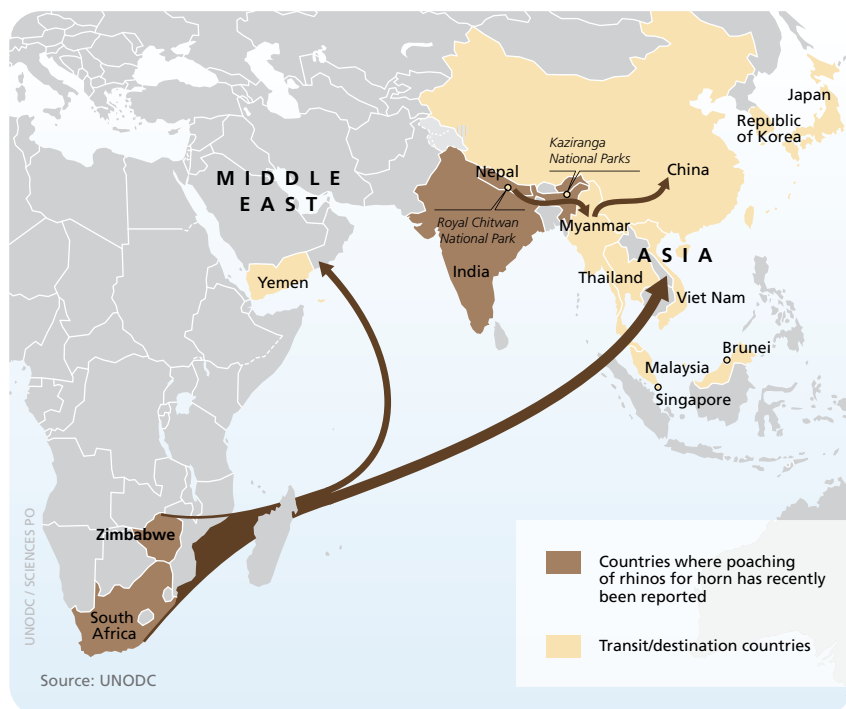 Japan
Republic
of Korea
Kaziranga
National Parks
Nepal
China
MIDDLE
EAST
Royal Chitwan
National Park
Myanmar
ASIA
India
Thailand
Yemen
Viet Nam
Brunei
Malaysia
Singapore
Zimbabwe
South
Africa
UNODC / SCIENCES PO
Countries where poaching
of rhinos for horn has recently
been reported
Transit/destination countries
Source: UNODC